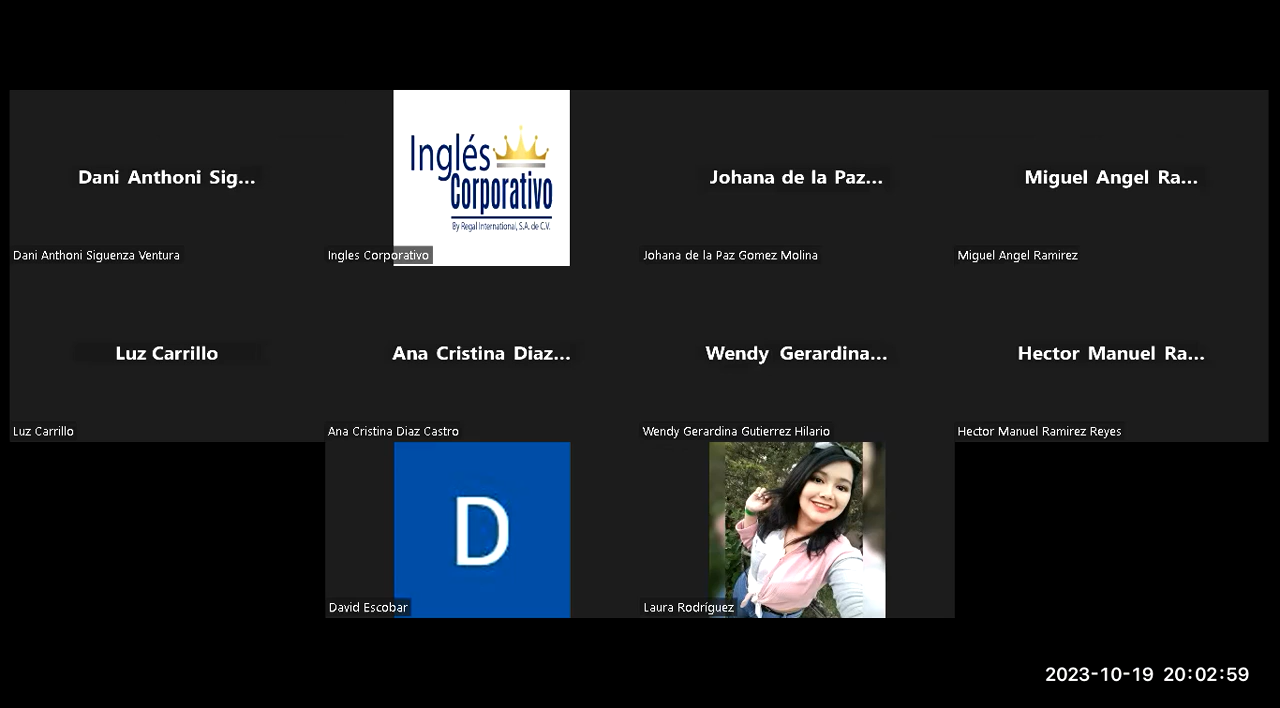 Dani Anthoni Sig...
Inglés
Corporativo
By Regal International, S.A. de C.V.
Johana de la Paz...
Miguel Angel Ra...
Dani Anthoni Siguenza Ventura
Ingles Corporativo
Johana de la Paz Gomez Molina
Miguel Angel Ramirez
Luz Carrillo
Ana Cristina Diaz...
Wendy Gerardina...
Hector Manuel Ra...
Luz Carrillo
Ana Cristina Diaz Castro
Wendy Gerardina Gutierrez Hilario
Hector Manuel Ramirez Reyes
D
David Escobar
Laura Rodríguez
2023-10-19 20:02:59